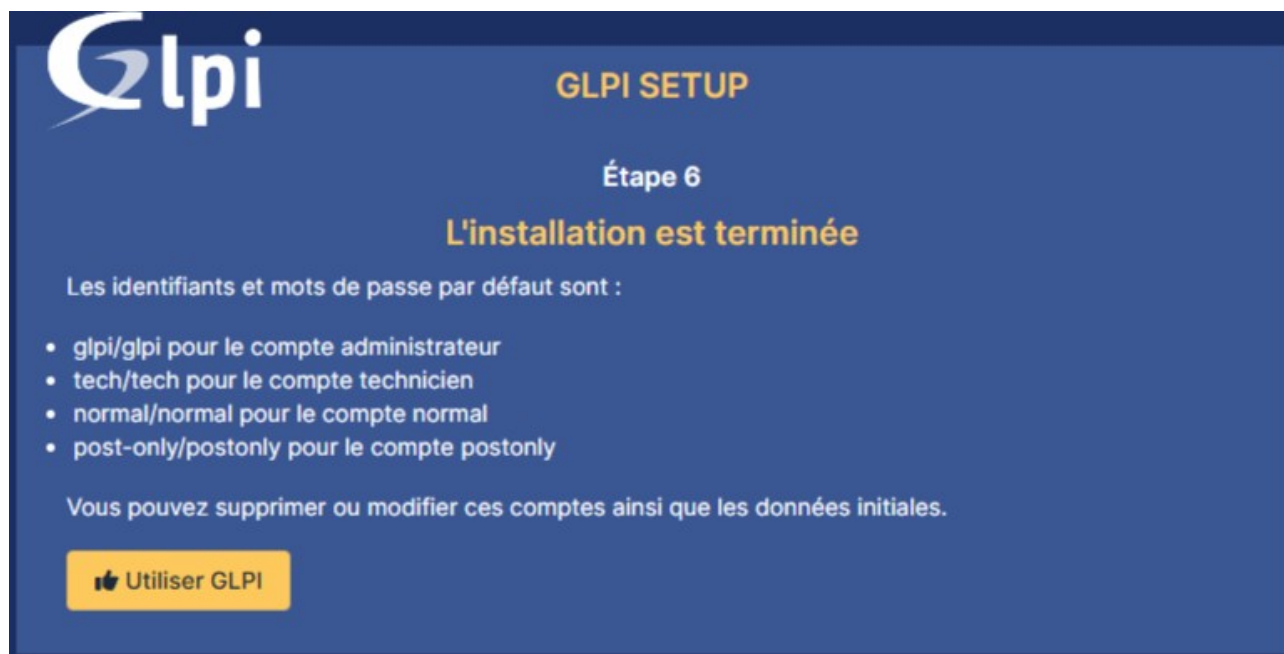 Glpi
GLPI SETUP
Étape 6
L'installation est terminée
Les identifiants et mots de passe par défaut sont :
• glpi/glpi pour le compte administrateur
• tech/tech pour le compte technicien
• normal/normal pour le compte normal
• post-only/postonly pour le compte postonly
Vous pouvez supprimer ou modifier ces comptes ainsi que les données initiales.
Utiliser GLPI